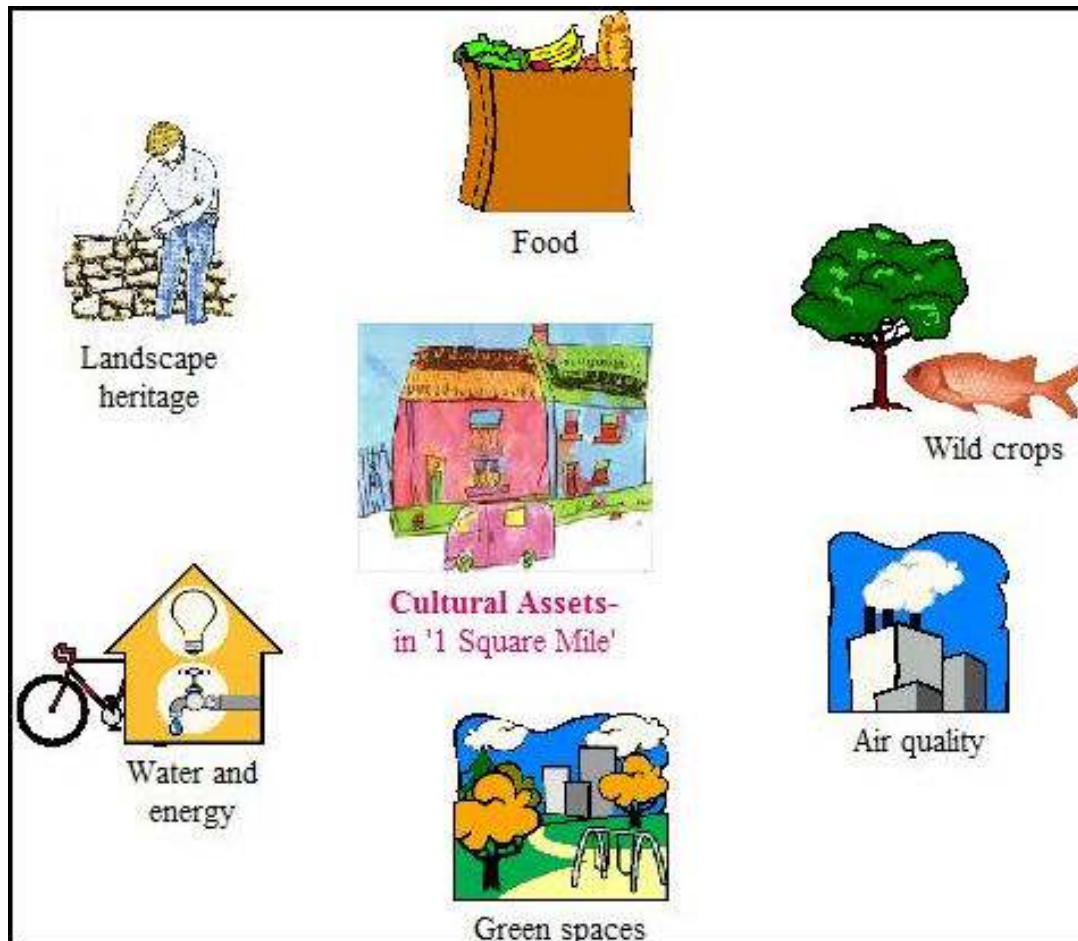 Food
Landscape
heritage
Wild crops
Cultural Assets-
in '1 Square Mile'
Air quality
Water and
energy
Green spaces